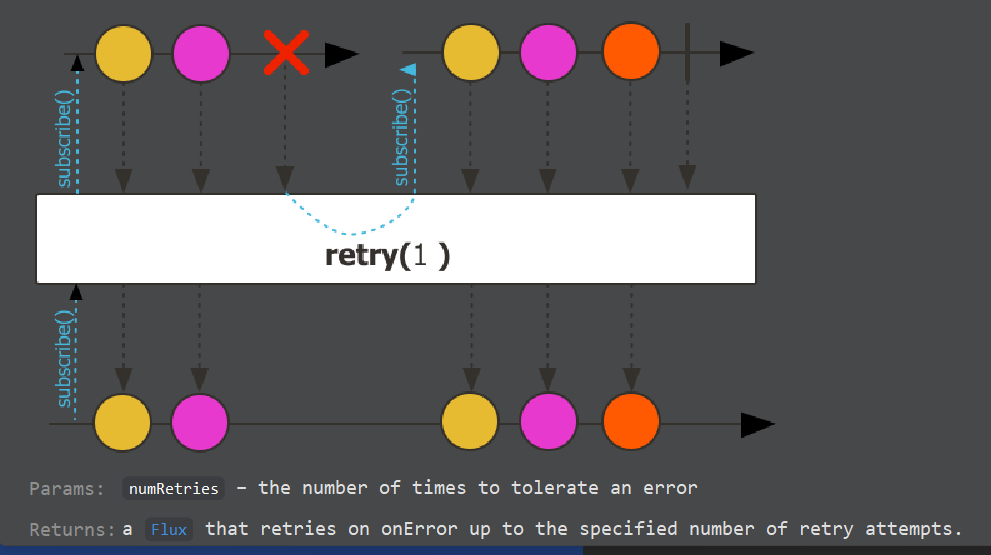 subscribe()
subscribe()
retry(1 )
subscribe()
Params: numRetries – the number of times to tolerate an error
Returns: a Flux that retries on onError up to the specified number of retry attempts.